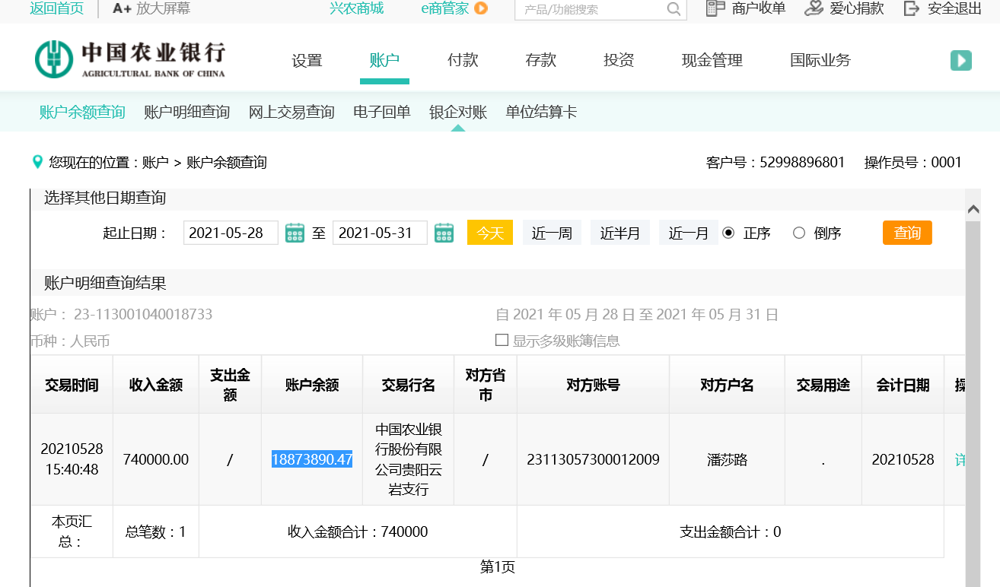 返回首页 A+ 放大屏幕 兴农商城 e商管家 产品/功能搜索 商户收单 爱心捐款 安全退出
中国农业银行
AGRICULTURAL BANK OF CHINA
设置 账户 付款 存款 投资 现金管理 国际业务
账户余额查询 账户明细查询 网上交易查询 电子回单 银企对账 单位结算卡
您现在的位置：账户 > 账户余额查询 客户号：52998896801 操作员号：0001
选择其他日期查询
起止日期： 2021-05-28 至 2021-05-31 今天 近一周 近半月 近一月 正序 倒序 查询
账户明细查询结果
账户： 23-113001040018733 自 2021 年 05 月 28 日 至 2021 年 05 月 31 日
币种：人民币 显示多级账簿信息
交易时间 收入金额 支出金额 账户余额 交易行名 对方省市 对方账号 对方户名 交易用途 会计日期 操
20210528 15:40:48 740000.00 / 18873890.47 中国农业银行股份有限公司贵阳云岩支行 / 23113057300012009 潘莎路 . 20210528 详
本页汇总： 总笔数：1 收入金额合计：740000 支出金额合计：0
第1页